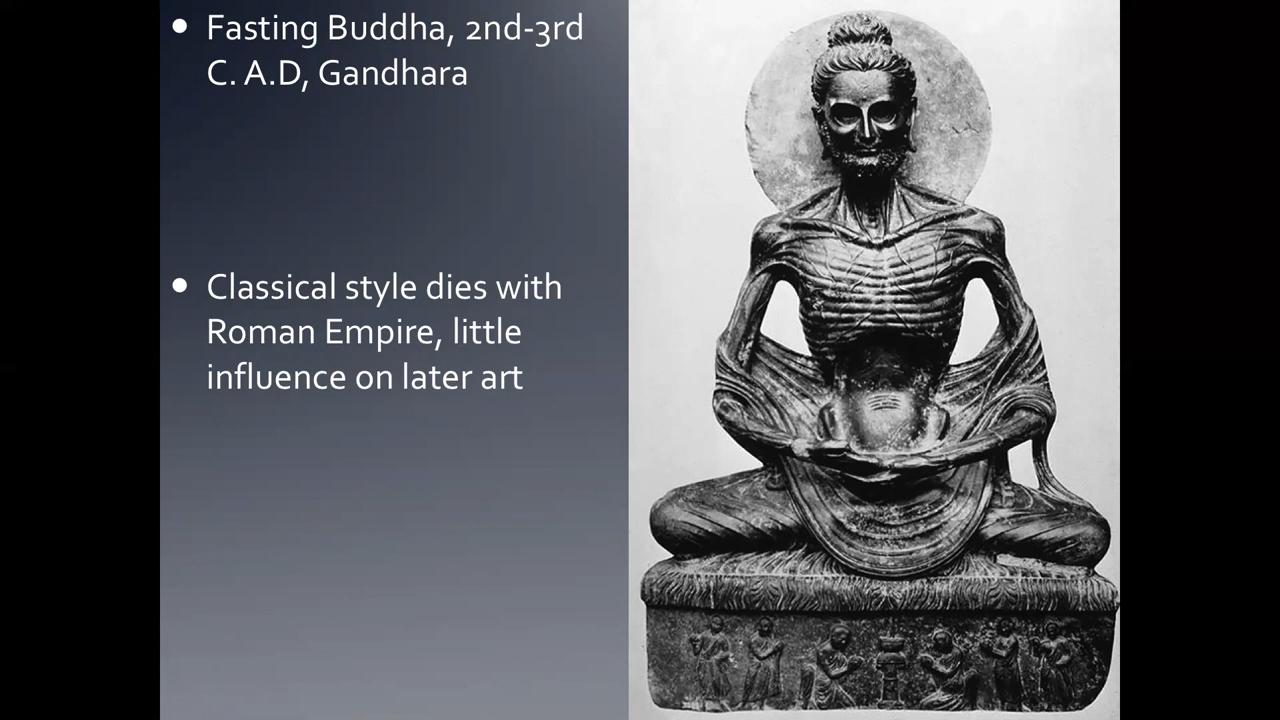 • Fasting Buddha, 2nd-3rd
C. A.D, Gandhara
• Classical style dies with
Roman Empire, little
influence on later art